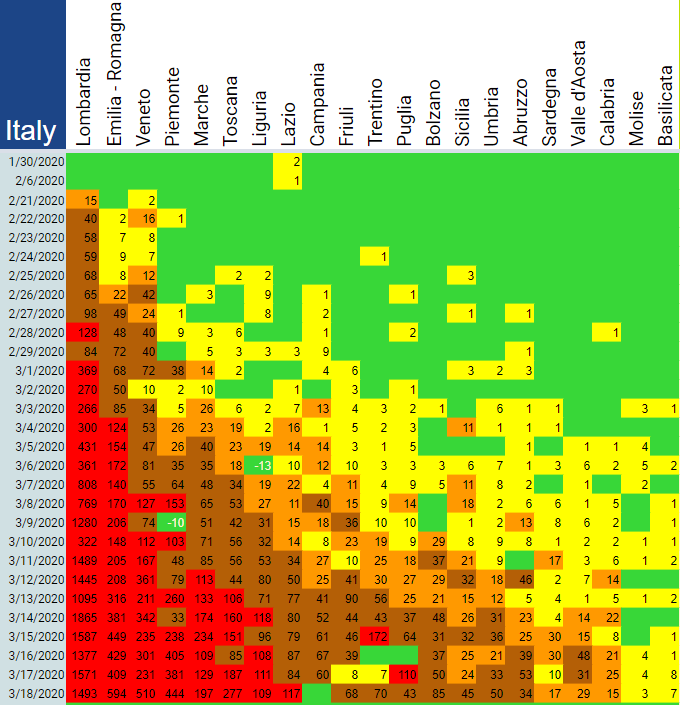 Italy Lombardia Emilia - Romagna Veneto Piemonte Marche Toscana Liguria Lazio Campania Friuli Trentino Puglia Bolzano Sicilia Umbria Abruzzo Sardegna Valle d'Aosta Calabria Molise Basilicata
1/30/2020 2
2/6/2020 1
2/21/2020 15 2
2/22/2020 40 2 16 1
2/23/2020 58 7 8
2/24/2020 59 9 7 1
2/25/2020 68 8 12 2 2 3
2/26/2020 65 22 42 3 9 1 1
2/27/2020 98 49 24 1 8 2 1 1
2/28/2020 128 48 40 9 3 6 1 2 1
2/29/2020 84 72 40 5 3 3 3 9 1
3/1/2020 369 68 72 38 14 2 4 6 3 2 3
3/2/2020 270 50 10 2 10 1 3 1
3/3/2020 266 85 34 5 26 6 2 7 13 4 3 2 1 6 1 1 3 1
3/4/2020 300 124 53 26 23 19 2 16 1 5 2 3 11 1 1 1
3/5/2020 431 154 47 26 40 23 19 14 14 3 1 5 1 1 1 4
3/6/2020 361 172 81 35 35 18 -13 10 12 10 3 3 3 6 7 1 3 6 2 5 2
3/7/2020 808 140 55 64 48 34 19 22 4 11 4 9 5 11 8 2 1 2
3/8/2020 769 170 127 153 65 53 27 11 40 15 9 14 18 2 6 6 1 5 1
3/9/2020 1280 206 74 -10 51 42 31 15 18 36 10 10 1 2 13 8 6 2 1
3/10/2020 322 148 112 103 71 56 32 14 8 23 19 9 29 8 9 8 1 2 2 1 1
3/11/2020 1489 205 167 48 85 56 53 34 27 10 25 18 37 21 9 17 3 6 1 2
3/12/2020 1445 208 361 79 113 44 80 50 25 41 30 27 29 32 18 46 2 7 14
3/13/2020 1095 316 211 260 133 106 71 77 41 90 56 25 21 15 12 5 4 1 5 1 2
3/14/2020 1865 381 342 33 174 160 118 80 52 44 43 37 48 26 31 23 4 14 22
3/15/2020 1587 449 235 238 234 151 96 79 61 46 172 64 31 32 36 25 30 15 8 1
3/16/2020 1377 429 301 405 109 85 108 87 67 39 37 25 21 39 30 48 21 4 1
3/17/2020 1571 409 231 381 129 187 111 84 60 8 7 110 50 24 33 53 10 31 25 4 8
3/18/2020 1493 594 510 444 197 277 109 117 68 70 43 85 45 50 34 17 29 15 3 7